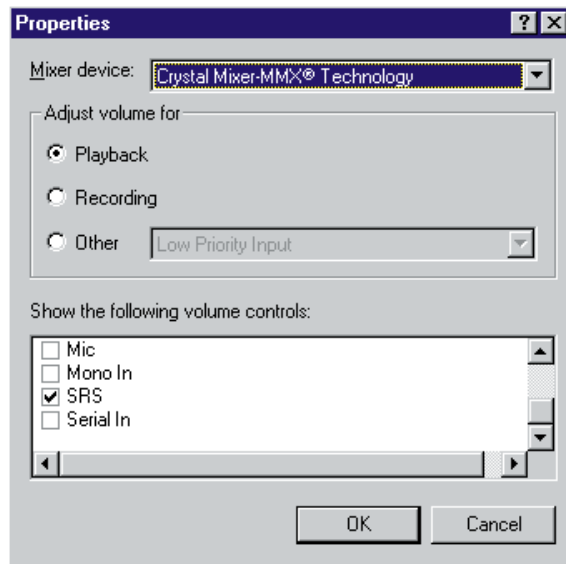 Properties
Mixer device: Crystal Mixer-MMX® Technology
Adjust volume for
Playback
Recording
Other Low Priority Input
Show the following volume controls:
Mic
Mono In
SRS
Serial In
OK Cancel